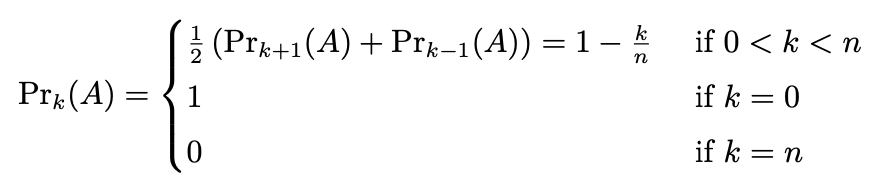 Pr_k(A) = { 1/2 (Pr_{k+1}(A) + Pr_{k−1}(A)) = 1 − k/n if 0 < k < n
1 if k = 0
0 if k = n